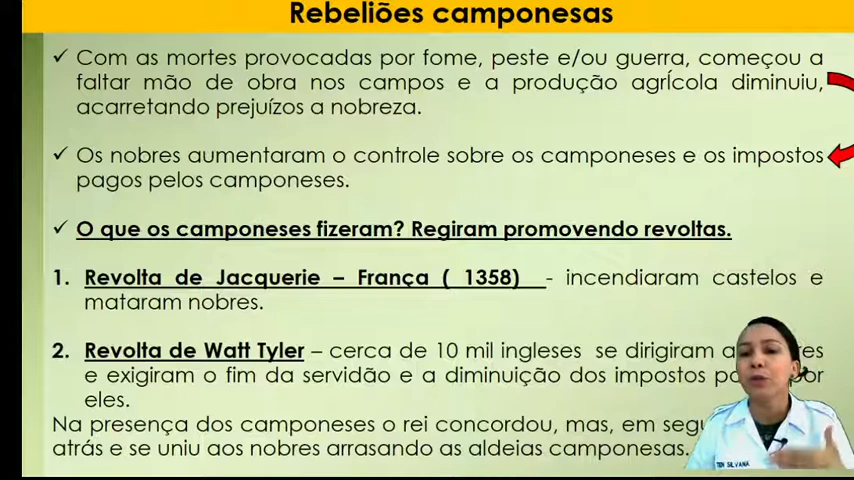 Rebeliões camponesas
✓ Com as mortes provocadas por fome, peste e/ou guerra, começou a
faltar mão de obra nos campos e a produção agrÍcola diminuiu,
acarretando prejuízos a nobreza.
✓ Os nobres aumentaram o controle sobre os camponeses e os impostos
pagos pelos camponeses.
✓ O que os camponeses fizeram? Regiram promovendo revoltas.
1. Revolta de Jacquerie – França ( 1358) - incendiaram castelos e
mataram nobres.
2. Revolta de Watt Tyler – cerca de 10 mil ingleses se dirigiram
e exigiram o fim da servidão e a diminuição dos impostos
eles.
Na presença dos camponeses o rei concordou, mas, em
atrás e se uniu aos nobres arrasando as aldeias camponesas.
TEN SILVANA